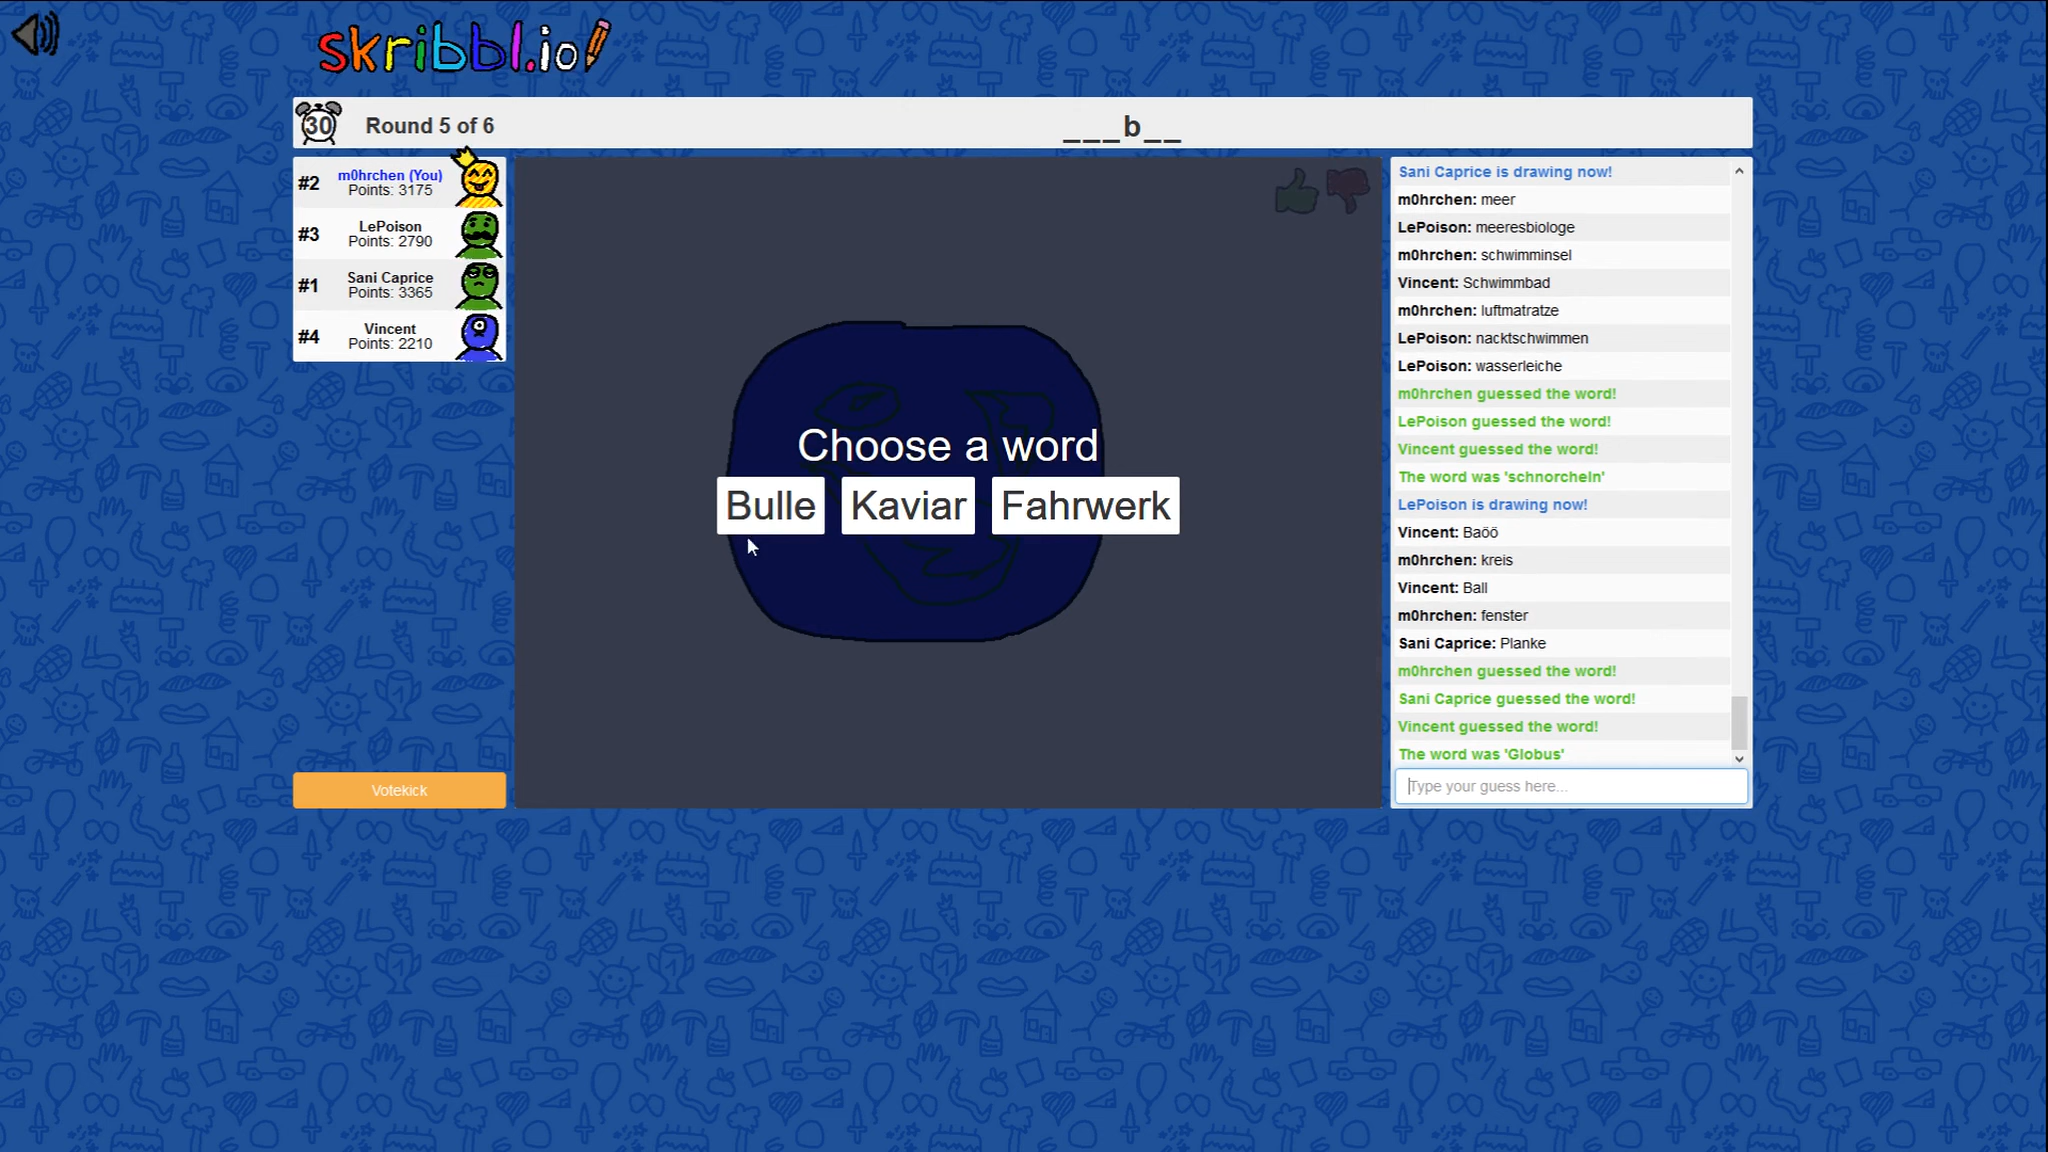 skribbl.io
30
Round 5 of 6
___b__
#2
m0hrchen (You)
Points: 3175
#3
LePoison
Points: 2790
#1
Sani Caprice
Points: 3365
#4
Vincent
Points: 2210
Votekick
Choose a word
Bulle
Kaviar
Fahrwerk
Sani Caprice is drawing now!
m0hrchen: meer
LePoison: meeresbiologe
m0hrchen: schwimminsel
Vincent: Schwimmbad
m0hrchen: luftmatratze
LePoison: nacktschwimmen
LePoison: wasserleiche
m0hrchen guessed the word!
LePoison guessed the word!
Vincent guessed the word!
The word was 'schnorcheln'
LePoison is drawing now!
Vincent: Baöö
m0hrchen: kreis
Vincent: Ball
m0hrchen: fenster
Sani Caprice: Planke
m0hrchen guessed the word!
Sani Caprice guessed the word!
Vincent guessed the word!
The word was 'Globus'
Type your guess here...